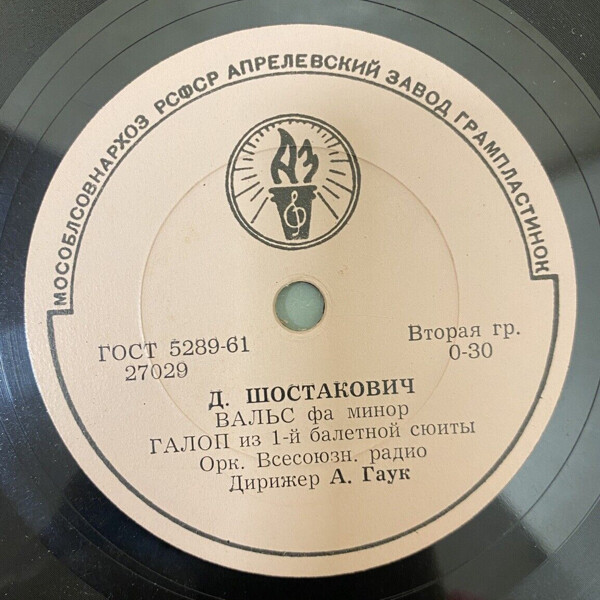 МОСОБЛСОВНАРХОЗ РСФСР АПРЕЛЕВСКИЙ ЗАВОД ГРАМПЛАСТИНОК
АЗ
ГОСТ 5289-61
27029
Вторая гр.
0-30
Д. ШОСТАКОВИЧ
ВАЛЬС фа минор
ГАЛОП из 1-й балетной сюиты
Орк. Всесоюзн. радио
Дирижер А. Гаук